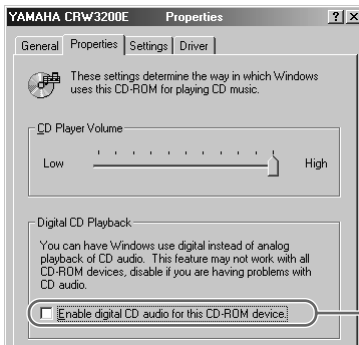 YAMAHA CRW3200E Properties ? ×
General Properties Settings Driver
These settings determine the way in which Windows
uses this CD-ROM for playing CD music.
CD Player Volume
Low High
Digital CD Playback
You can have Windows use digital instead of analog
playback of CD audio. This feature may not work with all
CD-ROM devices, disable if you are having problems with
CD audio.
Enable digital CD audio for this CD-ROM device.